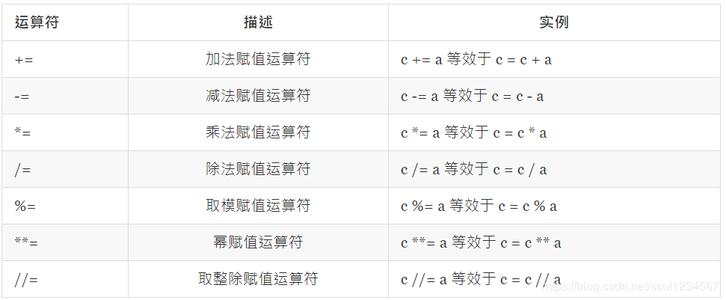 运算符 描述 实例
+= 加法赋值运算符 c += a 等效于 c = c + a
-= 减法赋值运算符 c -= a 等效于 c = c - a
*= 乘法赋值运算符 c *= a 等效于 c = c * a
/= 除法赋值运算符 c /= a 等效于 c = c / a
%= 取模赋值运算符 c %= a 等效于 c = c % a
**= 幂赋值运算符 c **= a 等效于 c = c ** a
//= 取整除赋值运算符 c //= a 等效于 c = c // a
https://blog.csdn.net/scut1234567